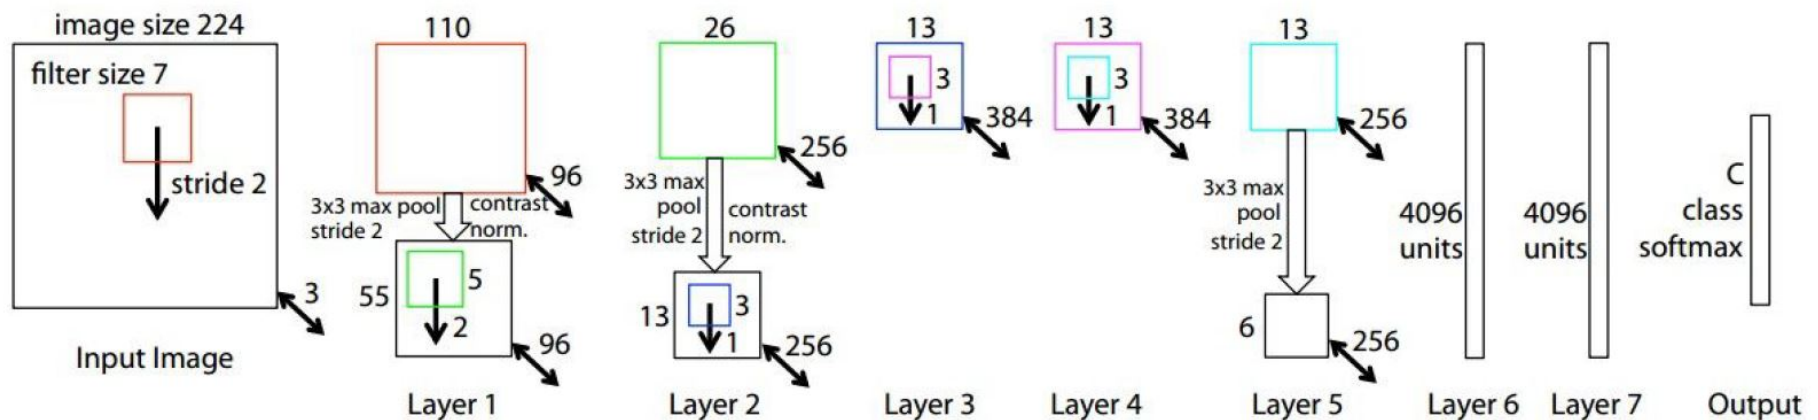 image size 224
filter size 7
stride 2
3
Input Image
110
96
3x3 max pool
stride 2
contrast
norm.
55
5
2
96
Layer 1
26
256
3x3 max
pool
stride 2
contrast
norm.
13
3
1
256
Layer 2
13
3
1
384
Layer 3
13
3
1
384
Layer 4
13
256
3x3 max
pool
stride 2
6
256
Layer 5
4096
units
Layer 6
4096
units
Layer 7
C
class
softmax
Output